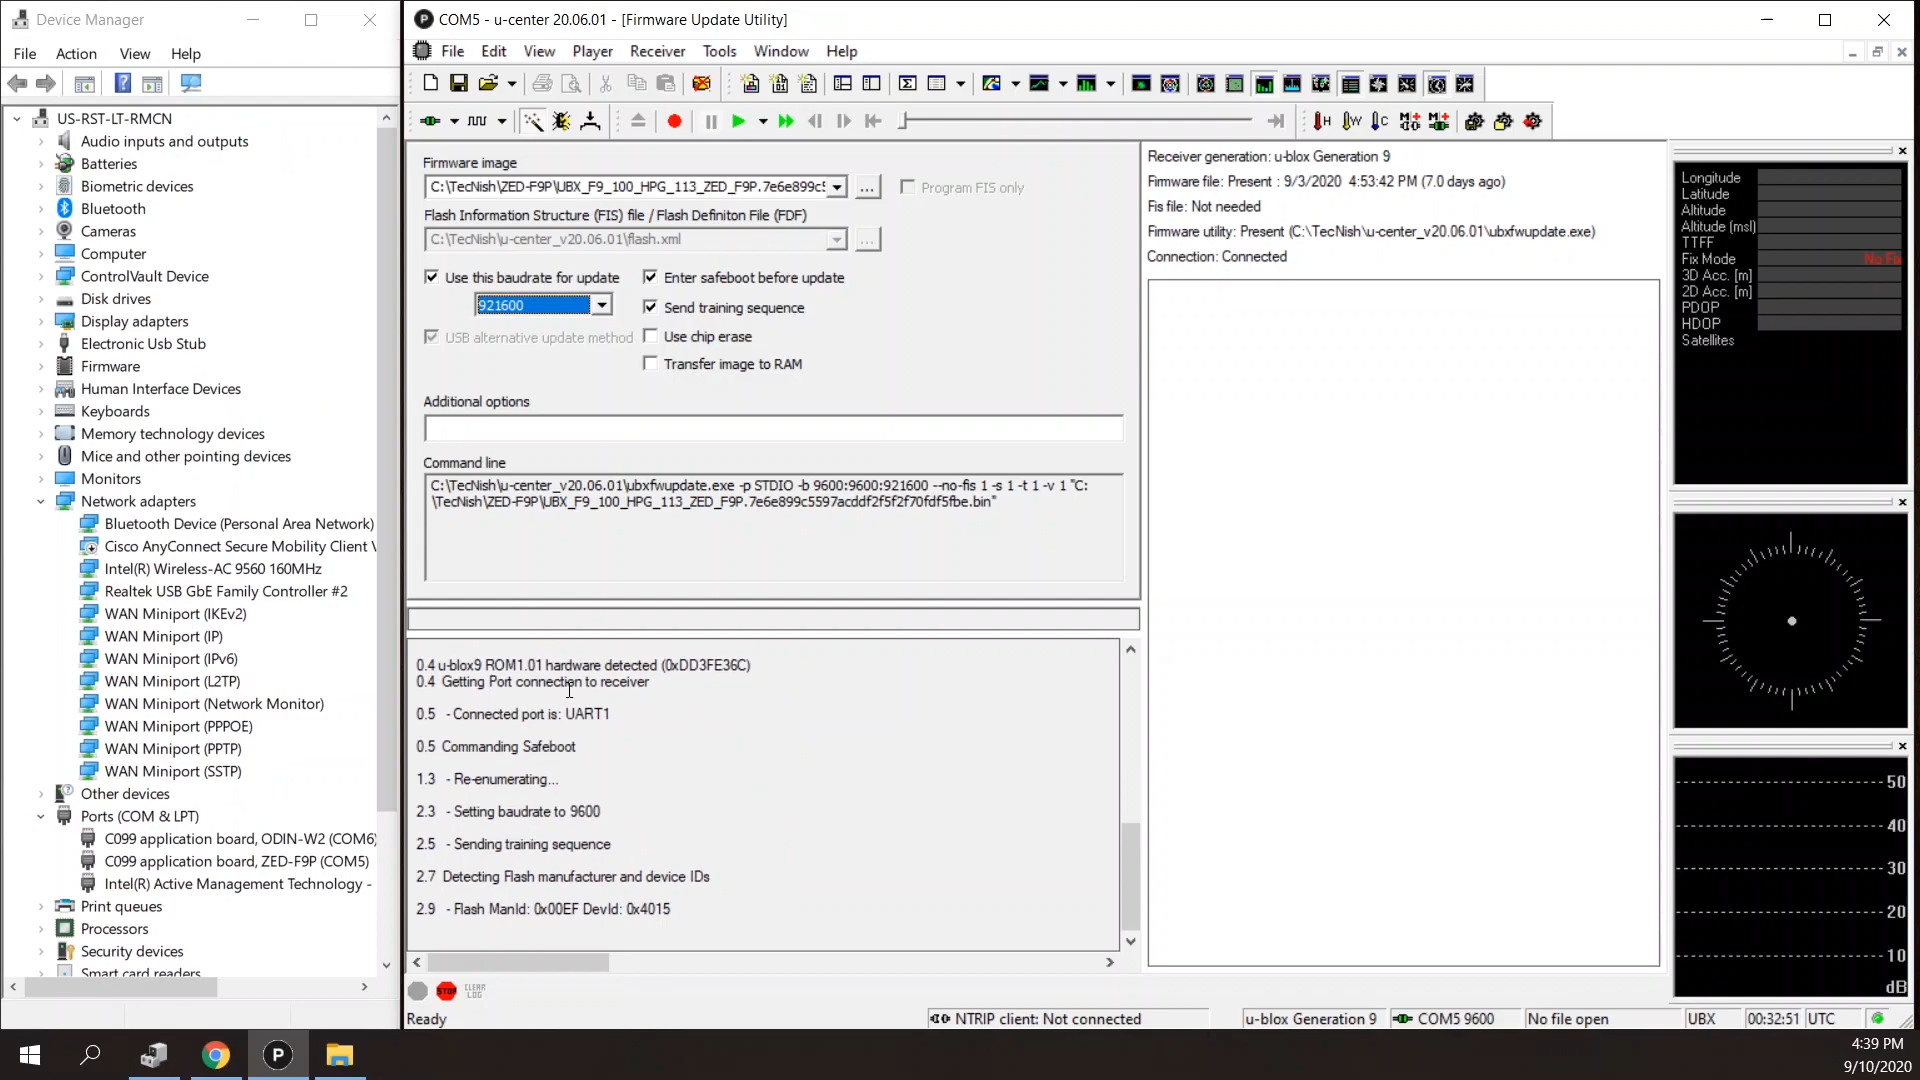 Device Manager
File Action View Help
US-RST-LT-RMCN
Audio inputs and outputs
Batteries
Biometric devices
Bluetooth
Cameras
Computer
ControlVault Device
Disk drives
Display adapters
Electronic Usb Stub
Firmware
Human Interface Devices
Keyboards
Memory technology devices
Mice and other pointing devices
Monitors
Network adapters
Bluetooth Device (Personal Area Network)
Cisco AnyConnect Secure Mobility Client
Intel(R) Wireless-AC 9560 160MHz
Realtek USB GbE Family Controller #2
WAN Miniport (IKEv2)
WAN Miniport (IP)
WAN Miniport (IPv6)
WAN Miniport (L2TP)
WAN Miniport (Network Monitor)
WAN Miniport (PPPOE)
WAN Miniport (PPTP)
WAN Miniport (SSTP)
Other devices
Ports (COM & LPT)
C099 application board, ODIN-W2 (COM6)
C099 application board, ZED-F9P (COM5)
Intel(R) Active Management Technology -
Print queues
Processors
Security devices
Smart card readers
COM5 - u-center 20.06.01 - [Firmware Update Utility]
File Edit View Player Receiver Tools Window Help
Firmware image
C:\TecNish\ZED-F9P\UBX_F9_100_HPG_113_ZED_F9P.7e6e899c5
... Program FIS only
Flash Information Structure (FIS) file / Flash Definiton File (FDF)
C:\TecNish\u-center_v20.06.01\flash.xml
...
Use this baudrate for update
Enter safeboot before update
921600
Send training sequence
USB alternative update method
Use chip erase
Transfer image to RAM
Additional options
Command line
C:\TecNish\u-center_v20.06.01\ubxfwupdate.exe -p STDIO -b 9600:9600:921600 --no-fis 1 -s 1 -t 1 -v 1 "C:
\TecNish\ZED-F9P\UBX_F9_100_HPG_113_ZED_F9P.7e6e899c5597acddf2f5f2f70fdf5fbe.bin"
0.4 u-blox9 ROM1.01 hardware detected (0xDD3FE36C)
0.4 Getting Port connection to receiver
0.5 - Connected port is: UART1
0.5 Commanding Safeboot
1.3 - Re-enumerating...
2.3 - Setting baudrate to 9600
2.5 - Sending training sequence
2.7 Detecting Flash manufacturer and device IDs
2.9 - Flash ManId: 0x00EF DevId: 0x4015
STOP
CLEAR
LOG
Receiver generation: u-blox Generation 9
Firmware file: Present : 9/3/2020 4:53:42 PM (7.0 days ago)
Fis file: Not needed
Firmware utility: Present (C:\TecNish\u-center_v20.06.01\ubxfwupdate.exe)
Connection: Connected
Longitude
Latitude
Altitude
Altitude (msl)
TTFF
Fix Mode No Fix
3D Acc. [m]
2D Acc. [m]
PDOP
HDOP
Satellites
50
40
30
20
10
dB
Ready
NTRIP client: Not connected
u-blox Generation 9
COM5 9600
No file open
UBX
00:32:51
UTC
4:39 PM
9/10/2020